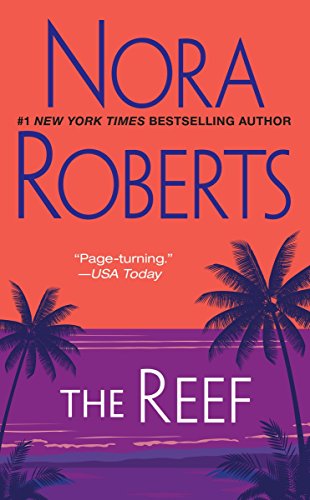 NORA
#1 NEW YORK TIMES BESTSELLING AUTHOR
ROBERTS
“Page-turning.”
—USA Today
THE REEF